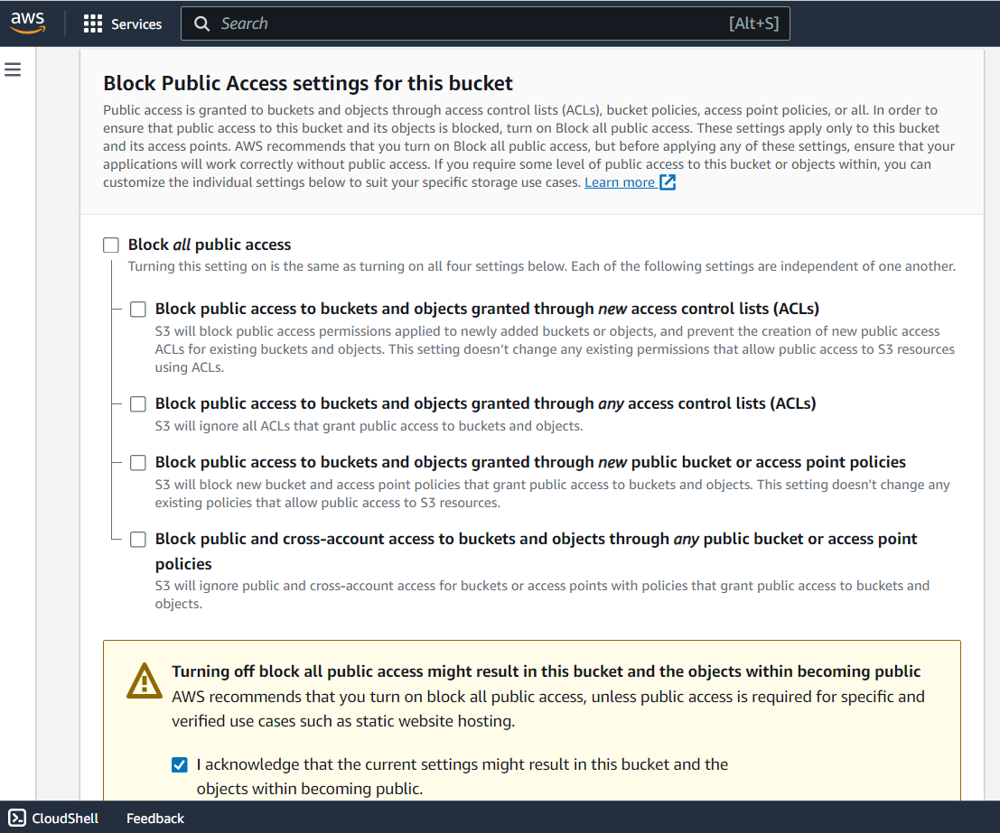 aws
Services
Search
[Alt+S]
Block Public Access settings for this bucket
Public access is granted to buckets and objects through access control lists (ACLs), bucket policies, access point policies, or all. In order to
ensure that public access to this bucket and its objects is blocked, turn on Block all public access. These settings apply only to this bucket
and its access points. AWS recommends that you turn on Block all public access, but before applying any of these settings, ensure that your
applications will work correctly without public access. If you require some level of public access to this bucket or objects within, you can
customize the individual settings below to suit your specific storage use cases. Learn more
Block all public access
Turning this setting on is the same as turning on all four settings below. Each of the following settings are independent of one another.
Block public access to buckets and objects granted through new access control lists (ACLs)
S3 will block public access permissions applied to newly added buckets or objects, and prevent the creation of new public access
ACLs for existing buckets and objects. This setting doesn't change any existing permissions that allow public access to S3 resources
using ACLs.
Block public access to buckets and objects granted through any access control lists (ACLs)
S3 will ignore all ACLs that grant public access to buckets and objects.
Block public access to buckets and objects granted through new public bucket or access point policies
S3 will block new bucket and access point policies that grant public access to buckets and objects. This setting doesn't change any
existing policies that allow public access to S3 resources.
Block public and cross-account access to buckets and objects through any public bucket or access point
policies
S3 will ignore public and cross-account access for buckets or access points with policies that grant public access to buckets and
objects.
Turning off block all public access might result in this bucket and the objects within becoming public
AWS recommends that you turn on block all public access, unless public access is required for specific and
verified use cases such as static website hosting.
I acknowledge that the current settings might result in this bucket and the
objects within becoming public.
CloudShell
Feedback